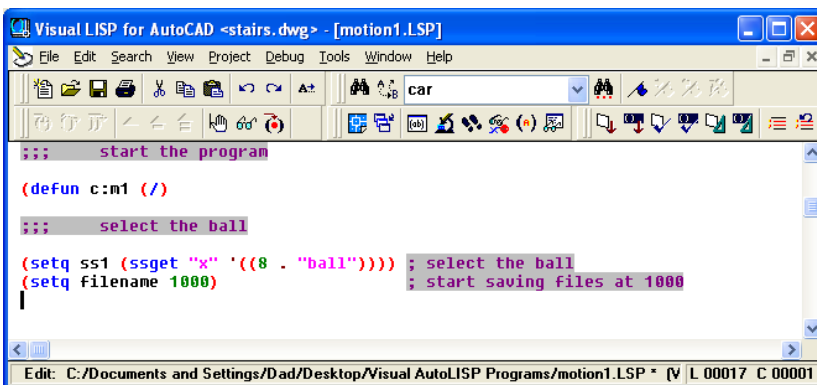 Visual LISP for AutoCAD <stairs.dwg> - [motion1.LSP]
File Edit Search View Project Debug Tools Window Help
car
;;; start the program
(defun c:m1 (/)
;;; select the ball
(setq ss1 (ssget "x" '((8 . "ball")))) ; select the ball
(setq filename 1000) ; start saving files at 1000
Edit: C:/Documents and Settings/Dad/Desktop/Visual AutoLISP Programs/motion1.LSP * (V L 00017 C 00001